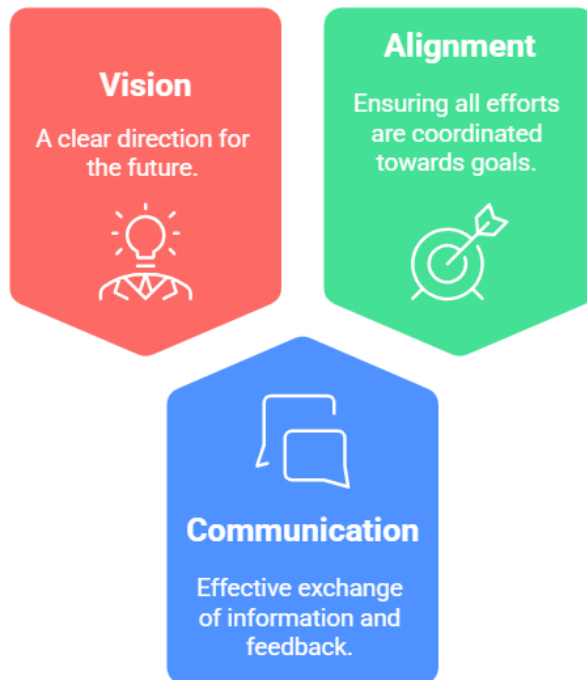 Vision
A clear direction for
the future.
Alignment
Ensuring all efforts
are coordinated
towards goals.
Communication
Effective exchange
of information and
feedback.